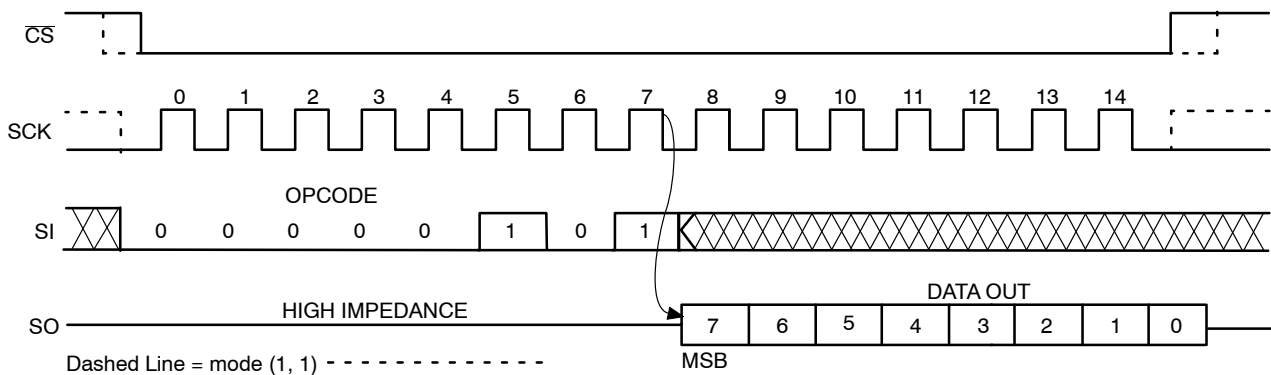 CS
0 1 2 3 4 5 6 7 8 9 10 11 12 13 14
SCK
OPCODE
SI 0 0 0 0 0 1 0 1
DATA OUT
HIGH IMPEDANCE
SO 7 6 5 4 3 2 1 0
Dashed Line = mode (1, 1) MSB